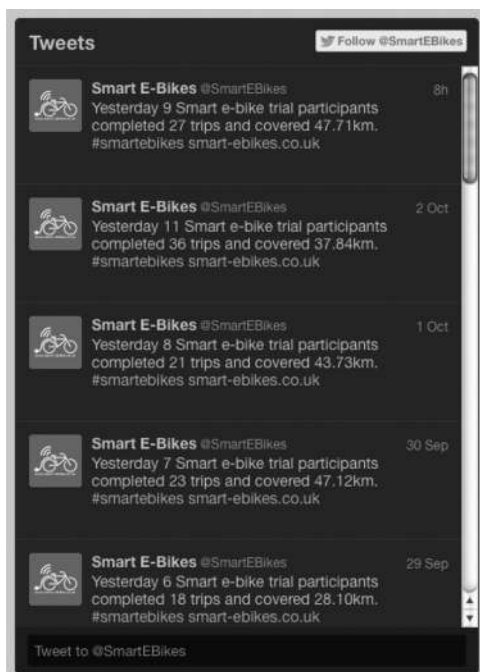 Tweets
Follow @SmartEBikes
Smart E-Bikes @SmartEBikes 8h
Yesterday 9 Smart e-bike trial participants
completed 27 trips and covered 47.71km.
#smartebikes smart-ebikes.co.uk
Smart E-Bikes @SmartEBikes 2 Oct
Yesterday 11 Smart e-bike trial participants
completed 36 trips and covered 37.84km.
#smartebikes smart-ebikes.co.uk
Smart E-Bikes @SmartEBikes 1 Oct
Yesterday 8 Smart e-bike trial participants
completed 21 trips and covered 43.73km.
#smartebikes smart-ebikes.co.uk
Smart E-Bikes @SmartEBikes 30 Sep
Yesterday 7 Smart e-bike trial participants
completed 23 trips and covered 47.12km.
#smartebikes smart-ebikes.co.uk
Smart E-Bikes @SmartEBikes 29 Sep
Yesterday 6 Smart e-bike trial participants
completed 18 trips and covered 28.10km.
#smartebikes smart-ebikes.co.uk
Tweet to @SmartEBikes